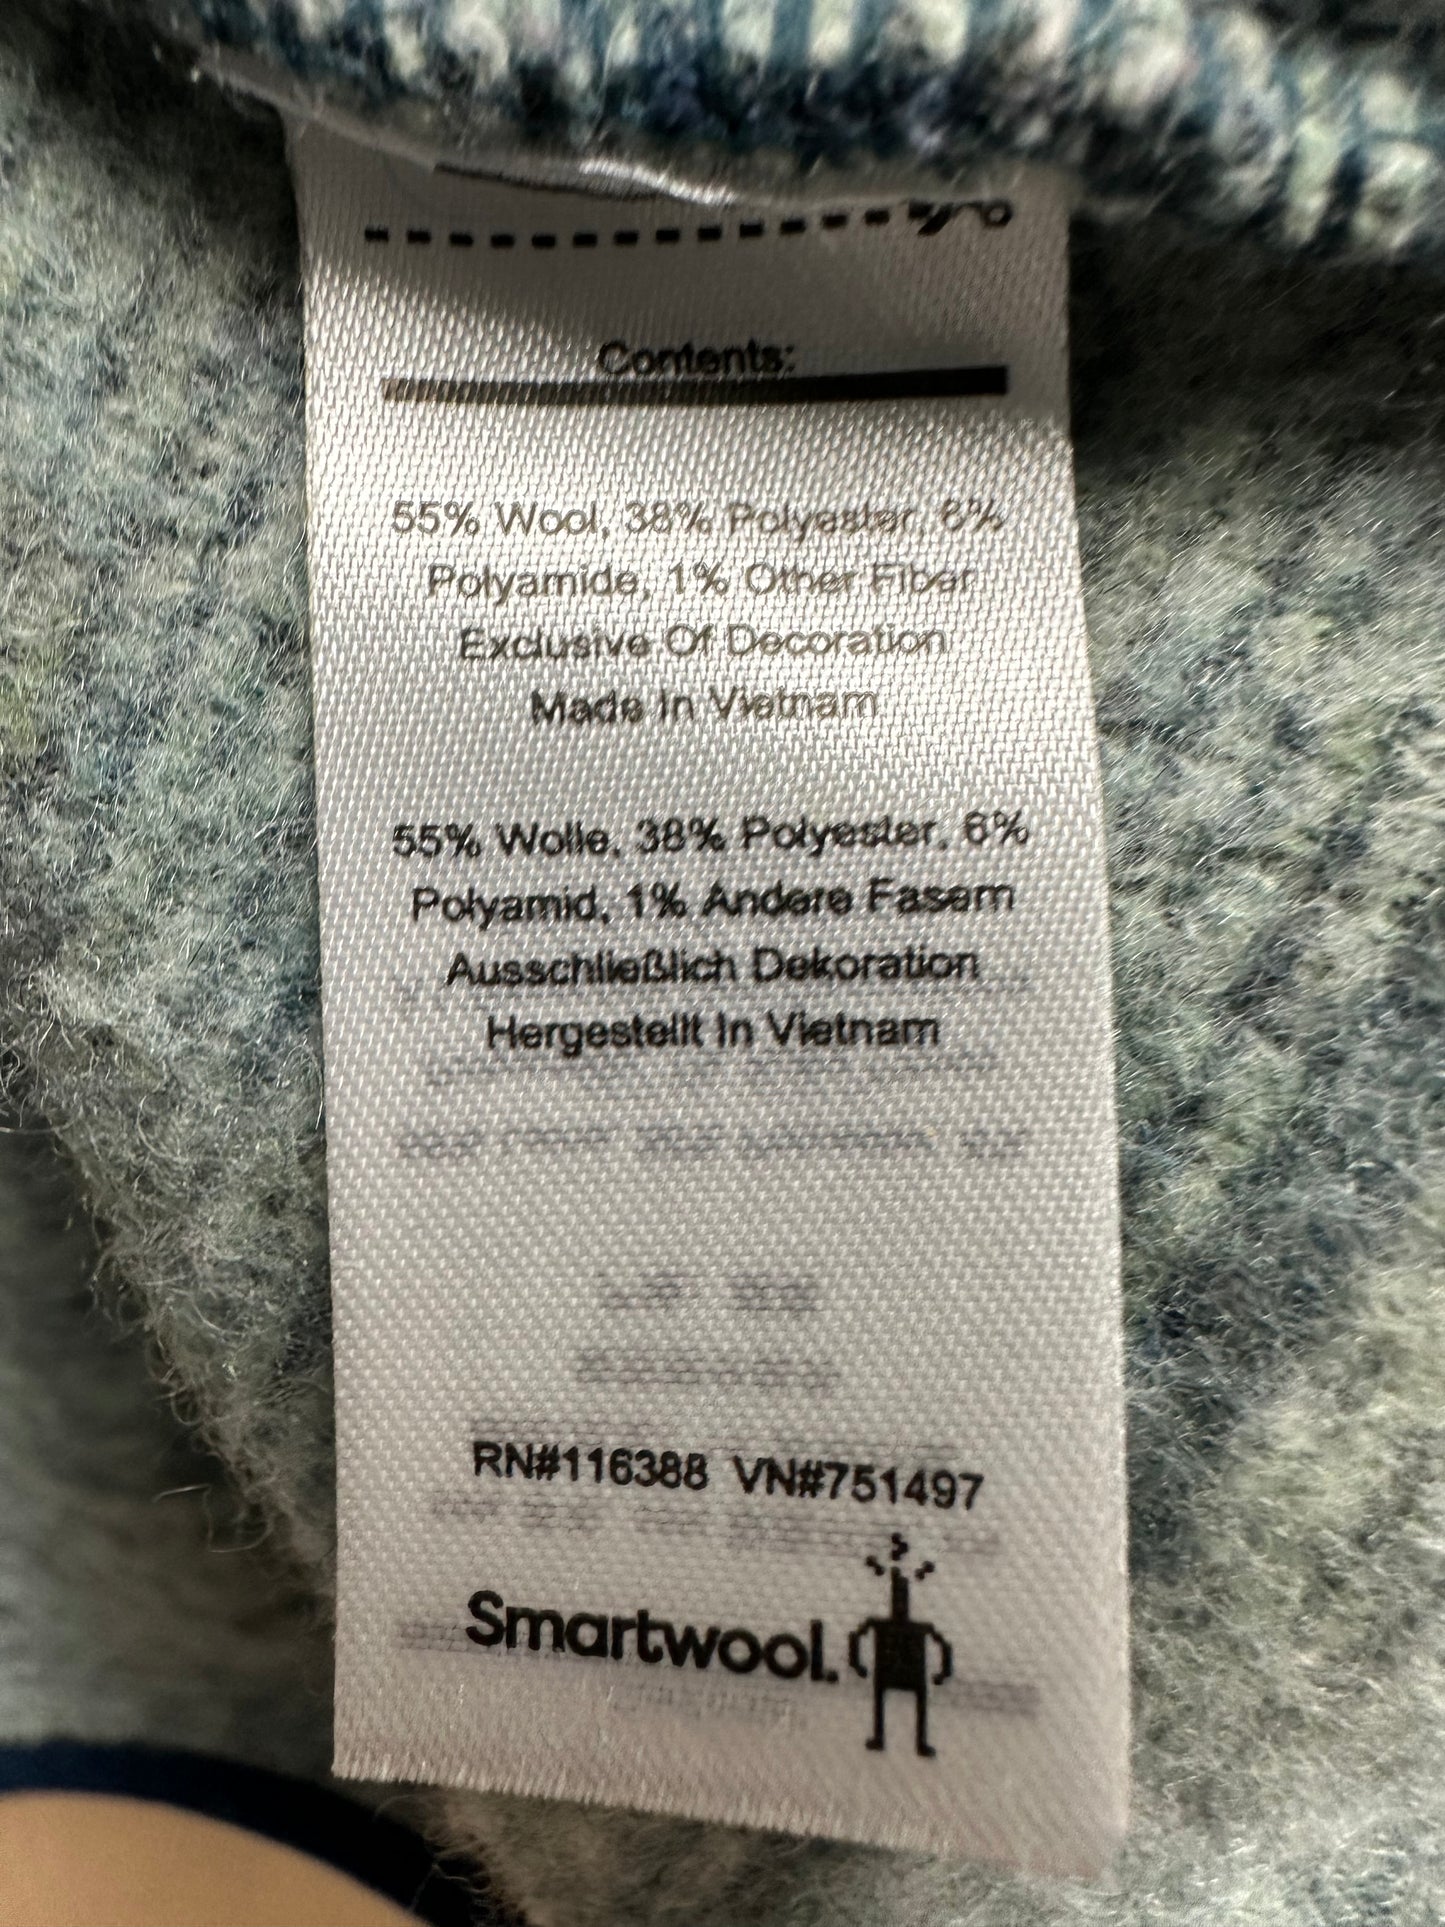 Contents:
55% Wool, 38% Polyester, 6%
Polyamide, 1% Other Fiber
Exclusive Of Decoration
Made In Vietnam
55% Wolle, 38% Polyester, 6%
Polyamid, 1% Andere Fasern
Ausschließlich Dekoration
Hergestellt In Vietnam
RN#116388 VN#751497
Smartwool.